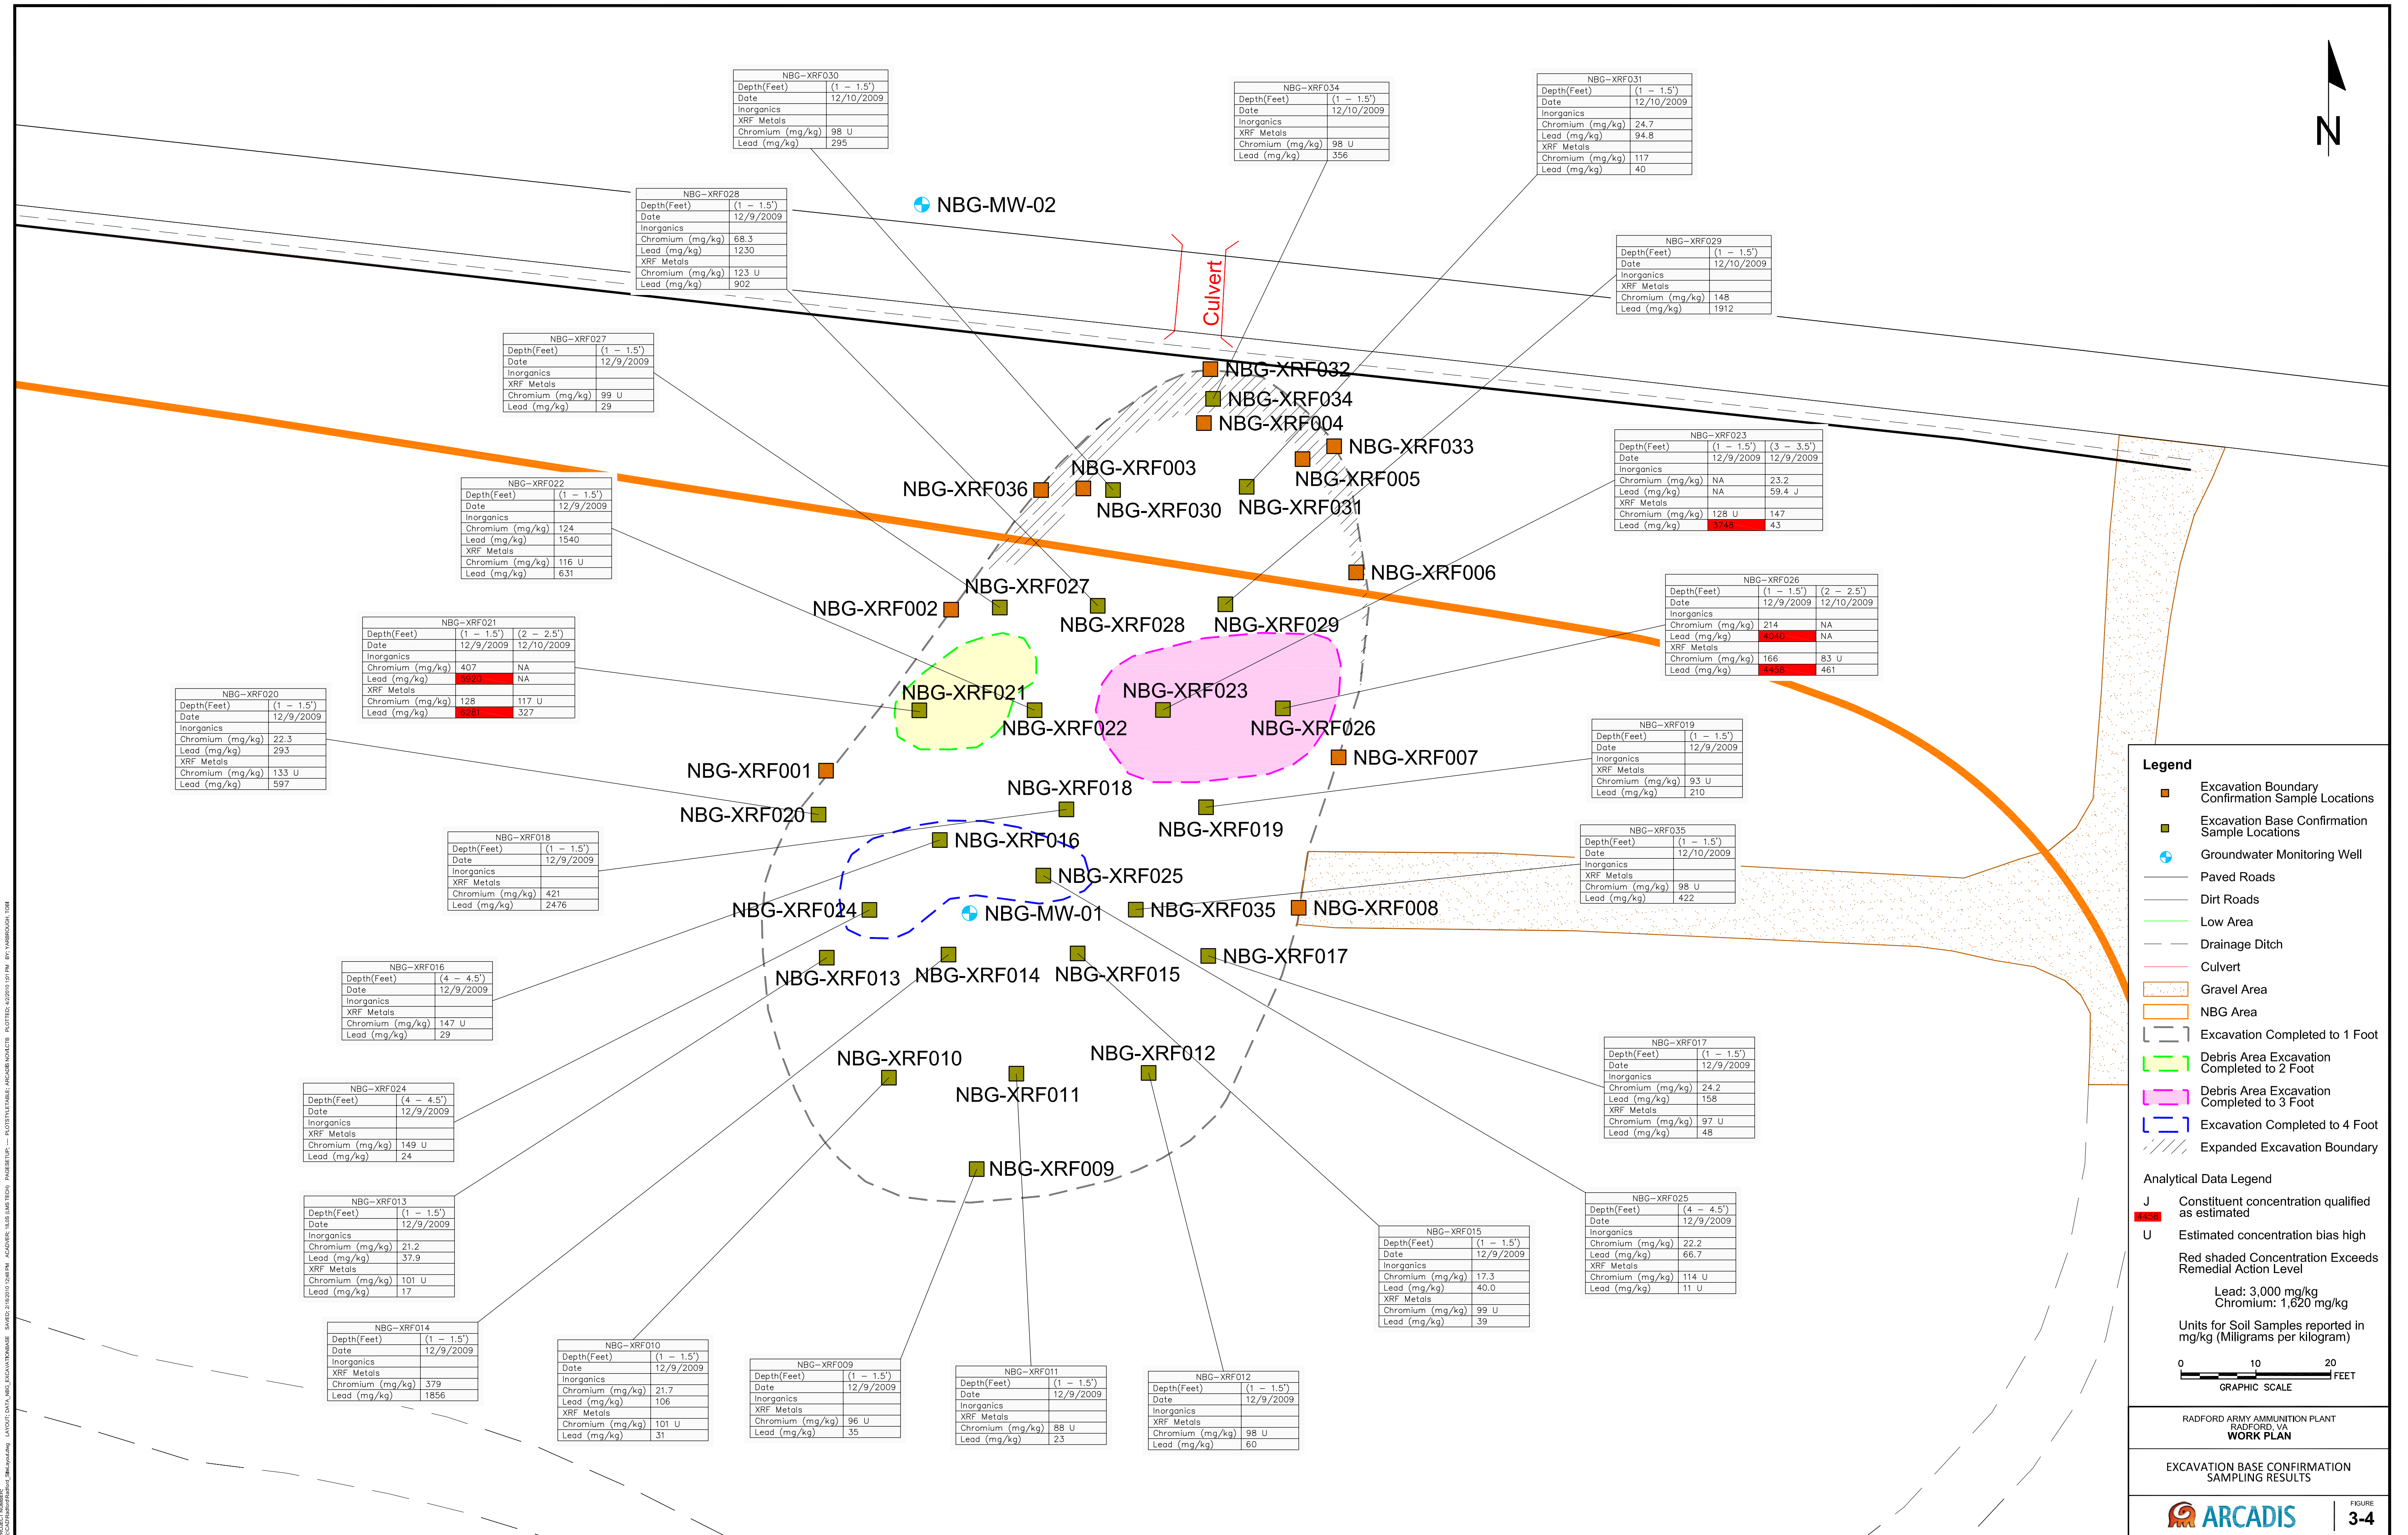 NBG-XRF030
Depth(Feet) (1 - 1.5')
Date 12/10/2009
Inorganics
XRF Metals
Chromium (mg/kg) 98 U
Lead (mg/kg) 295
NBG-XRF034
Depth(Feet) (1 - 1.5')
Date 12/10/2009
Inorganics
XRF Metals
Chromium (mg/kg) 98 U
Lead (mg/kg) 356
NBG-XRF031
Depth(Feet) (1 - 1.5')
Date 12/10/2009
Inorganics
Chromium (mg/kg) 24.7
Lead (mg/kg) 94.8
XRF Metals
Chromium (mg/kg) 117
Lead (mg/kg) 40
N
NBG-XRF028
Depth(Feet) (1 - 1.5')
Date 12/9/2009
Inorganics
Chromium (mg/kg) 68.3
Lead (mg/kg) 1230
XRF Metals
Chromium (mg/kg) 123 U
Lead (mg/kg) 902
NBG-MW-02
Culvert
NBG-XRF029
Depth(Feet) (1 - 1.5')
Date 12/10/2009
Inorganics
XRF Metals
Chromium (mg/kg) 148
Lead (mg/kg) 1912
NBG-XRF027
Depth(Feet) (1 - 1.5')
Date 12/9/2009
Inorganics
XRF Metals
Chromium (mg/kg) 99 U
Lead (mg/kg) 29
NBG-XRF032
NBG-XRF034
NBG-XRF004
NBG-XRF033
NBG-XRF003
NBG-XRF005
NBG-XRF036
NBG-XRF030
NBG-XRF031
NBG-XRF023
Depth(Feet) (1 - 1.5') (3 - 3.5')
Date 12/9/2009 12/9/2009
Inorganics
Chromium (mg/kg) NA 23.2
Lead (mg/kg) NA 59.4 J
XRF Metals
Chromium (mg/kg) 128 U 147
Lead (mg/kg) 3748 43
NBG-XRF022
Depth(Feet) (1 - 1.5')
Date 12/9/2009
Inorganics
Chromium (mg/kg) 124
Lead (mg/kg) 1540
XRF Metals
Chromium (mg/kg) 116 U
Lead (mg/kg) 631
NBG-XRF006
NBG-XRF027
NBG-XRF002
NBG-XRF028
NBG-XRF029
NBG-XRF026
Depth(Feet) (1 - 1.5') (2 - 2.5')
Date 12/9/2009 12/10/2009
Inorganics
Chromium (mg/kg) 214 NA
Lead (mg/kg) 4040 NA
XRF Metals
Chromium (mg/kg) 166 83 U
Lead (mg/kg) 4458 461
NBG-XRF021
Depth(Feet) (1 - 1.5') (2 - 2.5')
Date 12/9/2009 12/10/2009
Inorganics
Chromium (mg/kg) 407 NA
Lead (mg/kg) 5920 NA
XRF Metals
Chromium (mg/kg) 128 117 U
Lead (mg/kg) 327
NBG-XRF021
NBG-XRF022
NBG-XRF023
NBG-XRF026
NBG-XRF020
Depth(Feet) (1 - 1.5')
Date 12/9/2009
Inorganics
Chromium (mg/kg) 22.3
Lead (mg/kg) 293
XRF Metals
Chromium (mg/kg) 133 U
Lead (mg/kg) 597
NBG-XRF019
Depth(Feet) (1 - 1.5')
Date 12/9/2009
Inorganics
XRF Metals
Chromium (mg/kg) 93 U
Lead (mg/kg) 210
NBG-XRF001
NBG-XRF007
NBG-XRF018
NBG-XRF020
NBG-XRF019
NBG-XRF016
NBG-XRF025
NBG-XRF024
NBG-MW-01
NBG-XRF035
NBG-XRF008
NBG-XRF018
Depth(Feet) (1 - 1.5')
Date 12/9/2009
Inorganics
XRF Metals
Chromium (mg/kg) 421
Lead (mg/kg) 2476
NBG-XRF035
Depth(Feet) (1 - 1.5')
Date 12/10/2009
Inorganics
XRF Metals
Chromium (mg/kg) 98 U
Lead (mg/kg) 422
NBG-XRF013
NBG-XRF014
NBG-XRF015
NBG-XRF017
NBG-XRF016
Depth(Feet) (4 - 4.5')
Date 12/9/2009
Inorganics
XRF Metals
Chromium (mg/kg) 147 U
Lead (mg/kg) 29
NBG-XRF010
NBG-XRF011
NBG-XRF012
NBG-XRF009
NBG-XRF017
Depth(Feet) (1 - 1.5')
Date 12/9/2009
Inorganics
Chromium (mg/kg) 24.2
Lead (mg/kg) 158
XRF Metals
Chromium (mg/kg) 97 U
Lead (mg/kg) 48
NBG-XRF024
Depth(Feet) (4 - 4.5')
Date 12/9/2009
Inorganics
XRF Metals
Chromium (mg/kg) 149 U
Lead (mg/kg) 24
NBG-XRF013
Depth(Feet) (1 - 1.5')
Date 12/9/2009
Inorganics
Chromium (mg/kg) 21.2
Lead (mg/kg) 37.9
XRF Metals
Chromium (mg/kg) 101 U
Lead (mg/kg) 17
NBG-XRF025
Depth(Feet) (4 - 4.5')
Date 12/9/2009
Inorganics
Chromium (mg/kg) 22.2
Lead (mg/kg) 66.7
XRF Metals
Chromium (mg/kg) 114 U
Lead (mg/kg) 11 U
NBG-XRF015
Depth(Feet) (1 - 1.5')
Date 12/9/2009
Inorganics
Chromium (mg/kg) 17.3
Lead (mg/kg) 40.0
XRF Metals
Chromium (mg/kg) 99 U
Lead (mg/kg) 39
NBG-XRF014
Depth(Feet) (1 - 1.5')
Date 12/9/2009
Inorganics
XRF Metals
Chromium (mg/kg) 379
Lead (mg/kg) 1856
NBG-XRF010
Depth(Feet) (1 - 1.5')
Date 12/9/2009
Inorganics
Chromium (mg/kg) 21.7
Lead (mg/kg) 106
XRF Metals
Chromium (mg/kg) 101 U
Lead (mg/kg) 31
NBG-XRF009
Depth(Feet) (1 - 1.5')
Date 12/9/2009
Inorganics
XRF Metals
Chromium (mg/kg) 96 U
Lead (mg/kg) 35
NBG-XRF011
Depth(Feet) (1 - 1.5')
Date 12/9/2009
Inorganics
XRF Metals
Chromium (mg/kg) 88 U
Lead (mg/kg) 23
NBG-XRF012
Depth(Feet) (1 - 1.5')
Date 12/9/2009
Inorganics
XRF Metals
Chromium (mg/kg) 98 U
Lead (mg/kg) 60
Legend
Excavation Boundary
Confirmation Sample Locations
Excavation Base Confirmation
Sample Locations
Groundwater Monitoring Well
Paved Roads
Dirt Roads
Low Area
Drainage Ditch
Culvert
Gravel Area
NBG Area
Excavation Completed to 1 Foot
Debris Area Excavation
Completed to 2 Foot
Debris Area Excavation
Completed to 3 Foot
Excavation Completed to 4 Foot
Expanded Excavation Boundary
Analytical Data Legend
J Constituent concentration qualified
as estimated
4458
U Estimated concentration bias high
Red shaded Concentration Exceeds
Remedial Action Level
Lead: 3,000 mg/kg
Chromium: 1,620 mg/kg
Units for Soil Samples reported in
mg/kg (Miligrams per kilogram)
0 10 20
FEET
GRAPHIC SCALE
RADFORD ARMY AMMUNITION PLANT
RADFORD, VA
WORK PLAN
EXCAVATION BASE CONFIRMATION
SAMPLING RESULTS
ARCADIS
FIGURE
3-4